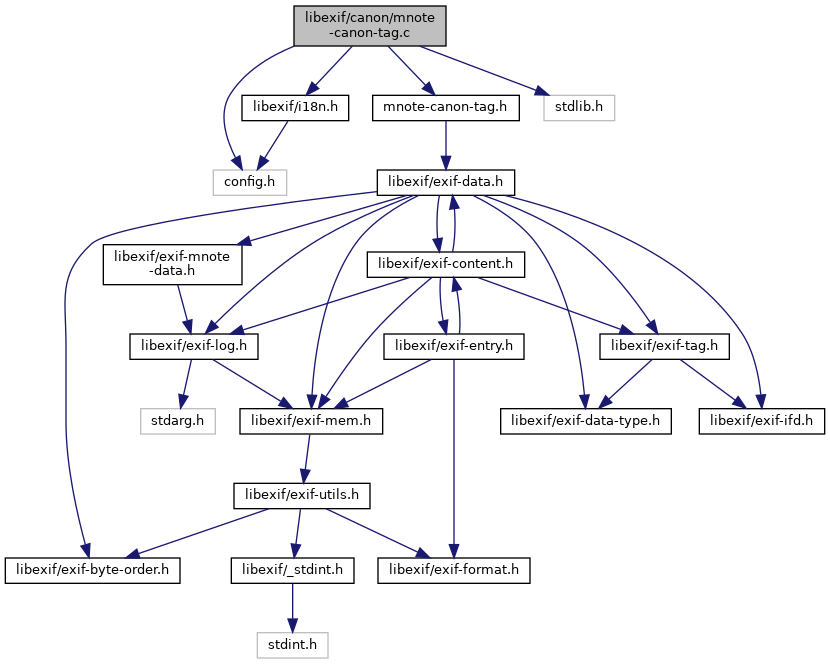 libexif/canon/mnote
-canon-tag.c
libexif/i18n.h
mnote-canon-tag.h
stdlib.h
config.h
libexif/exif-data.h
libexif/exif-mnote
-data.h
libexif/exif-content.h
libexif/exif-log.h
libexif/exif-entry.h
libexif/exif-tag.h
stdarg.h
libexif/exif-mem.h
libexif/exif-data-type.h
libexif/exif-ifd.h
libexif/exif-utils.h
libexif/exif-byte-order.h
libexif/_stdint.h
libexif/exif-format.h
stdint.h